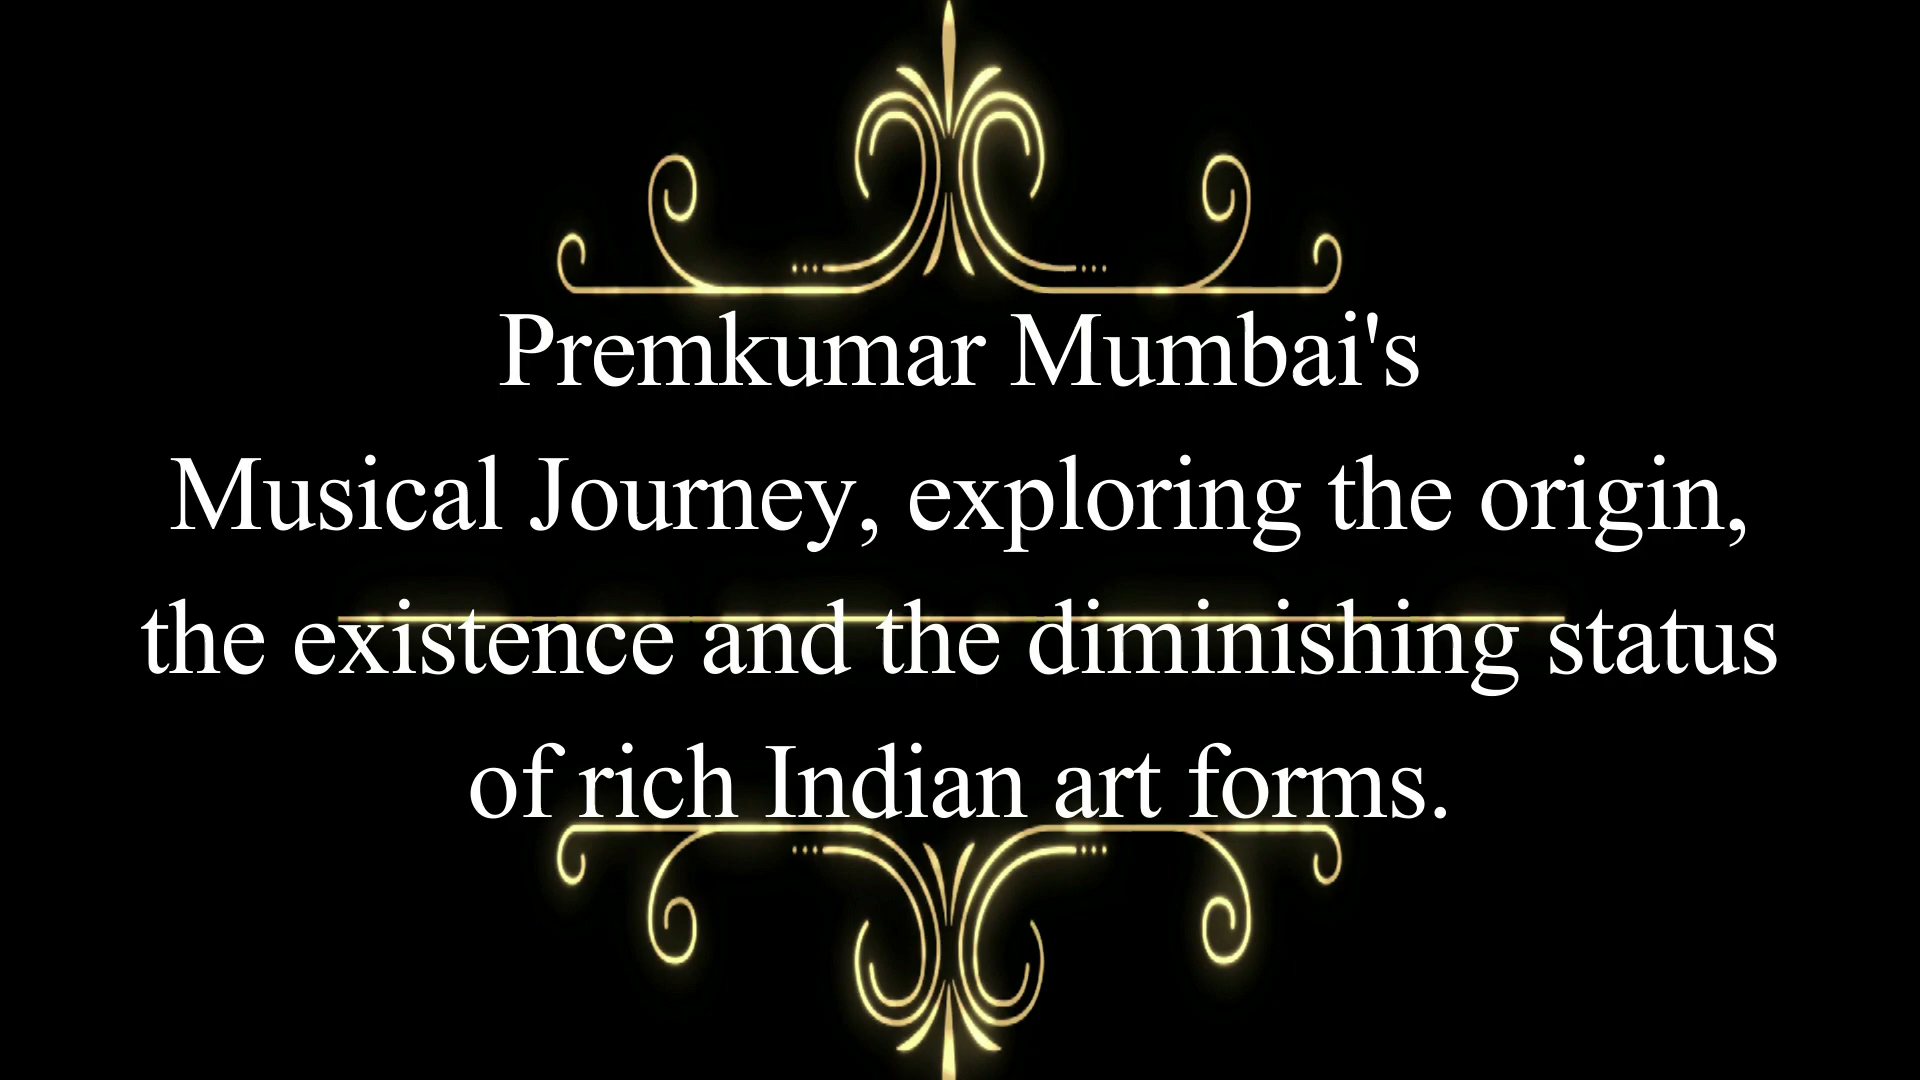 Premkumar Mumbai's
Musical Journey, exploring the origin,
the existence and the diminishing status
of rich Indian art forms.